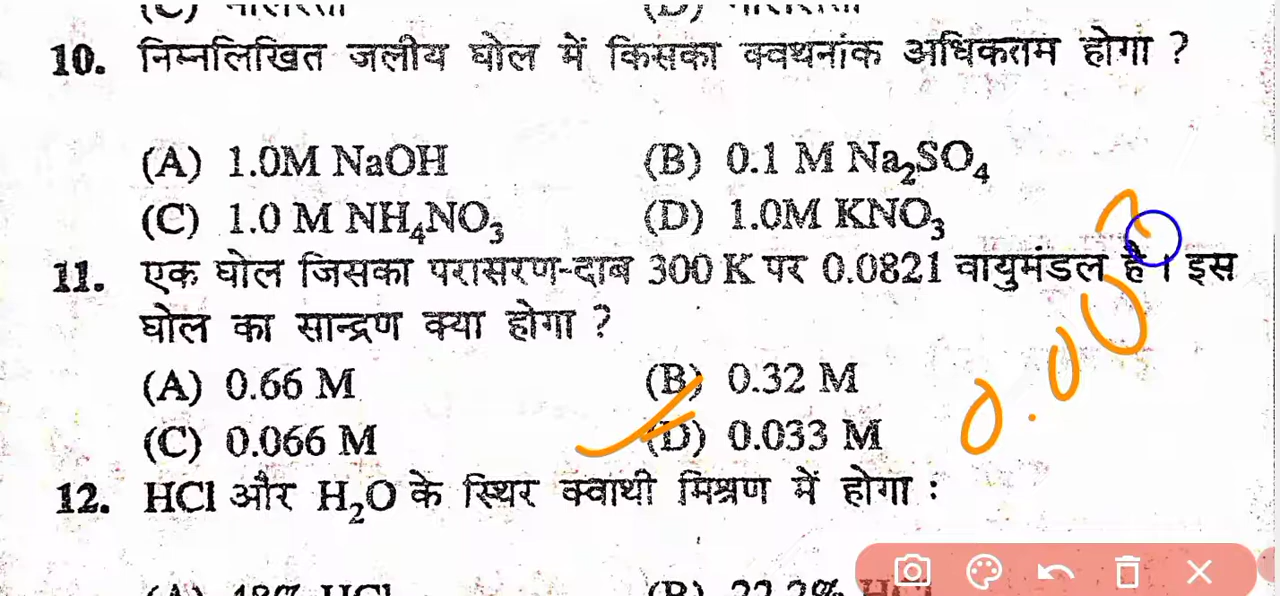 10. निम्नलिखित जलीय घोल में किसका क्वथनांक अधिकतम होगा ?
(A) 1.0M NaOH (B) 0.1 M Na₂SO₄
(C) 1.0 M NH₄NO₃ (D) 1.0M KNO₃
11. एक घोल जिसका परासरण-दाब 300 K पर 0.0821 वायुमंडल है। इस
घोल का सान्द्रण क्या होगा ?
(A) 0.66 M (B) 0.32 M
(C) 0.066 M (D) 0.033 M
0.00
12. HCl और H₂O के स्थिर क्वाथी मिश्रण में होगा :